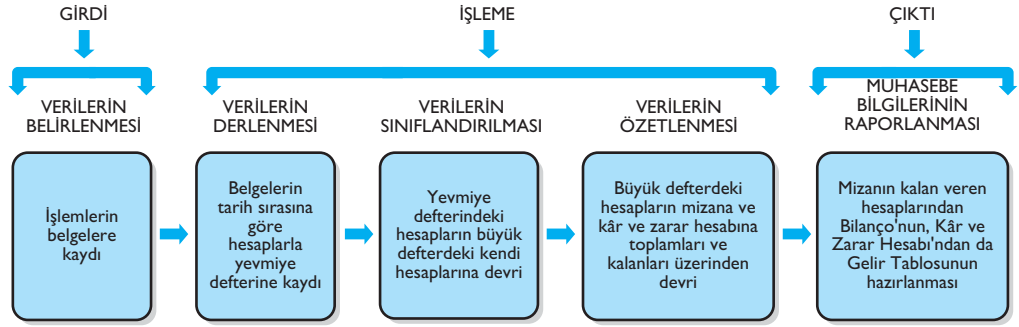 GİRDİ
İŞLEME
ÇIKTI
VERİLERİN
BELİRLENMESİ
VERİLERİN
DERLENMESİ
VERİLERİN
SINIFLANDIRILMASI
VERİLERİN
ÖZETLENMESİ
MUHASEBE
BİLGİLERİNİN
RAPORLANMASI
İşlemlerin
belgelere
kaydı
Belgelerin
tarih sırasına
göre
hesaplarla
yevmiye
defterine kaydı
Yevmiye
defterindeki
hesapların büyük
defterdeki kendi
hesaplarına devri
Büyük defterdeki
hesapların mizana ve
kâr ve zarar hesabına
toplamları ve
kalanları üzerinden
devri
Mizanın kalan veren
hesaplarından
Bilanço'nun, Kâr ve
Zarar Hesabı'ndan da
Gelir Tablosunun
hazırlanması